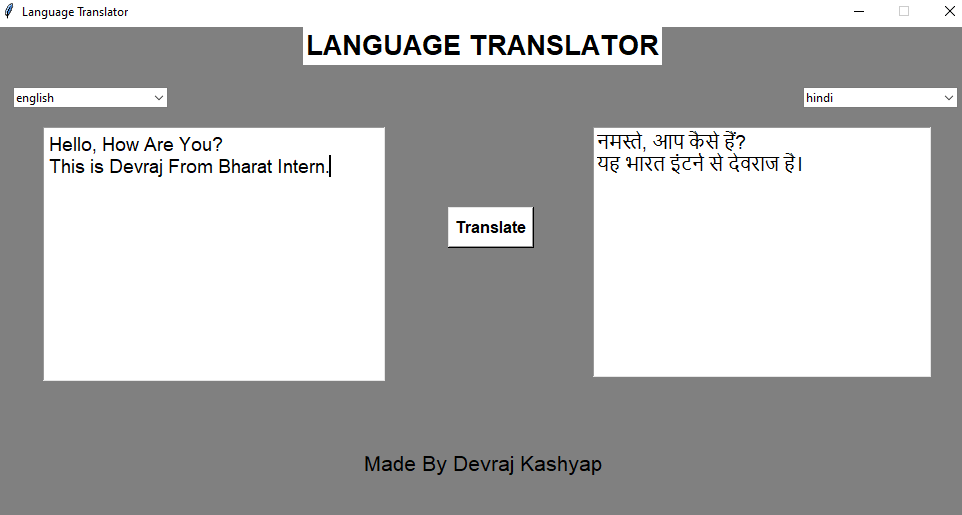 Language Translator
LANGUAGE TRANSLATOR
english
hindi
Hello, How Are You?
This is Devraj From Bharat Intern.
नमस्ते, आप कैसे हैं?
यह भारत इंटर्न से देवराज है।
Translate
Made By Devraj Kashyap